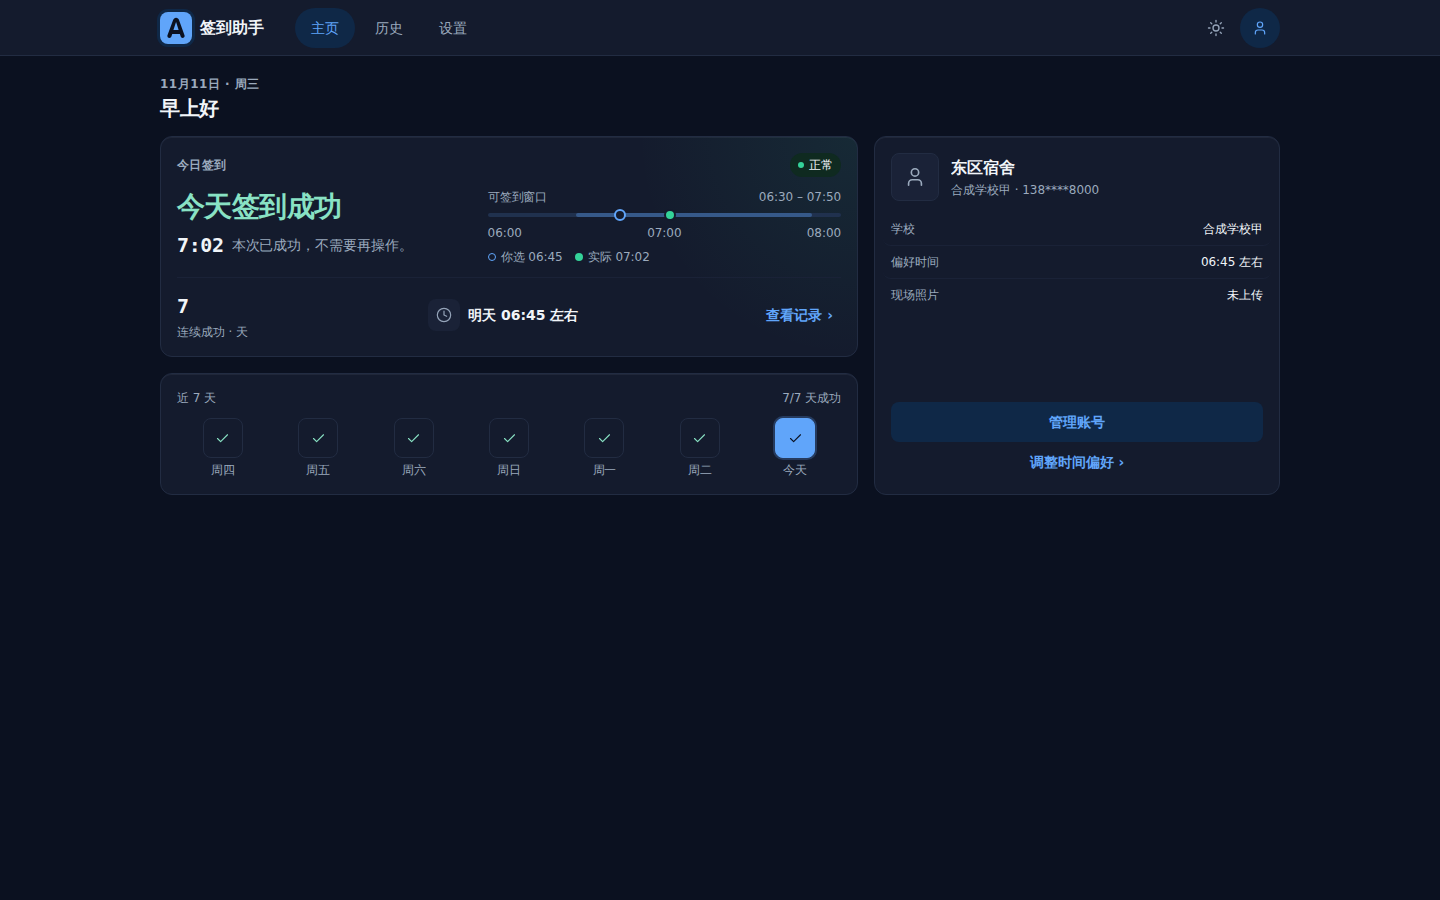 A 签到助手 主页 历史 设置
11月11日 · 周三
早上好
今日签到 正常
今天签到成功
7:02 本次已成功，不需要再操作。
可签到窗口 06:30 – 07:50
06:00 07:00 08:00
你选 06:45 实际 07:02
7
连续成功 · 天
明天 06:45 左右
查看记录 ›
近 7 天 7/7 天成功
周四 周五 周六 周日 周一 周二 今天
东区宿舍
合成学校甲 · 138****8000
学校 合成学校甲
偏好时间 06:45 左右
现场照片 未上传
管理账号
调整时间偏好 ›